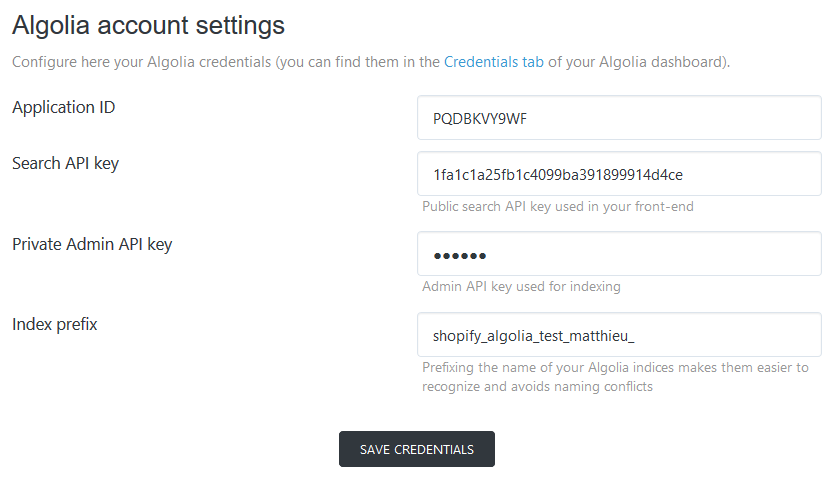 Algolia account settings
Configure here your Algolia credentials (you can find them in the Credentials tab of your Algolia dashboard).
Application ID
PQDBKVY9WF
Search API key
1fa1c1a25fb1c4099ba391899914d4ce
Public search API key used in your front-end
Private Admin API key
••••••
Admin API key used for indexing
Index prefix
shopify_algolia_test_matthieu_
Prefixing the name of your Algolia indices makes them easier to
recognize and avoids naming conflicts
SAVE CREDENTIALS